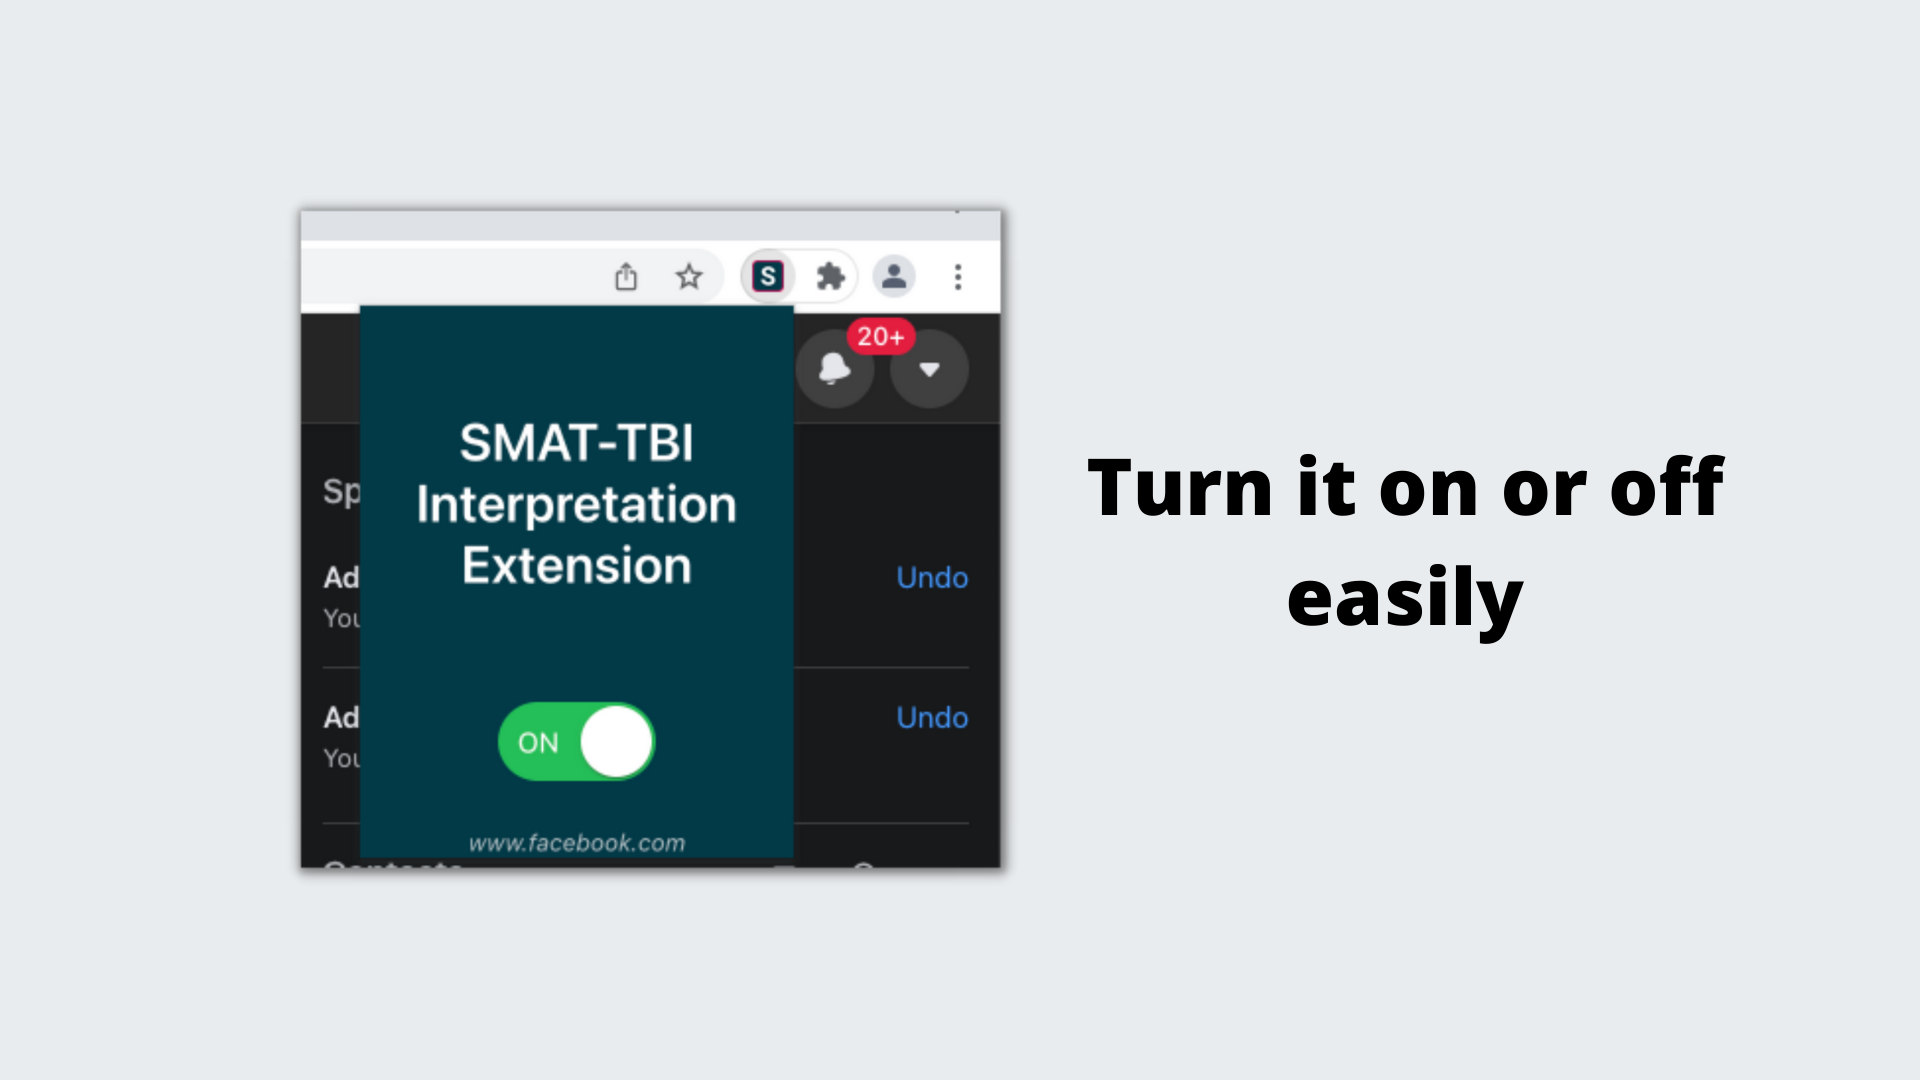 S
20+
SMAT-TBI
Interpretation
Extension
Sp
Ad
Undo
You
Ad
Undo
You
ON
www.facebook.com
Contacts
Turn it on or off
easily